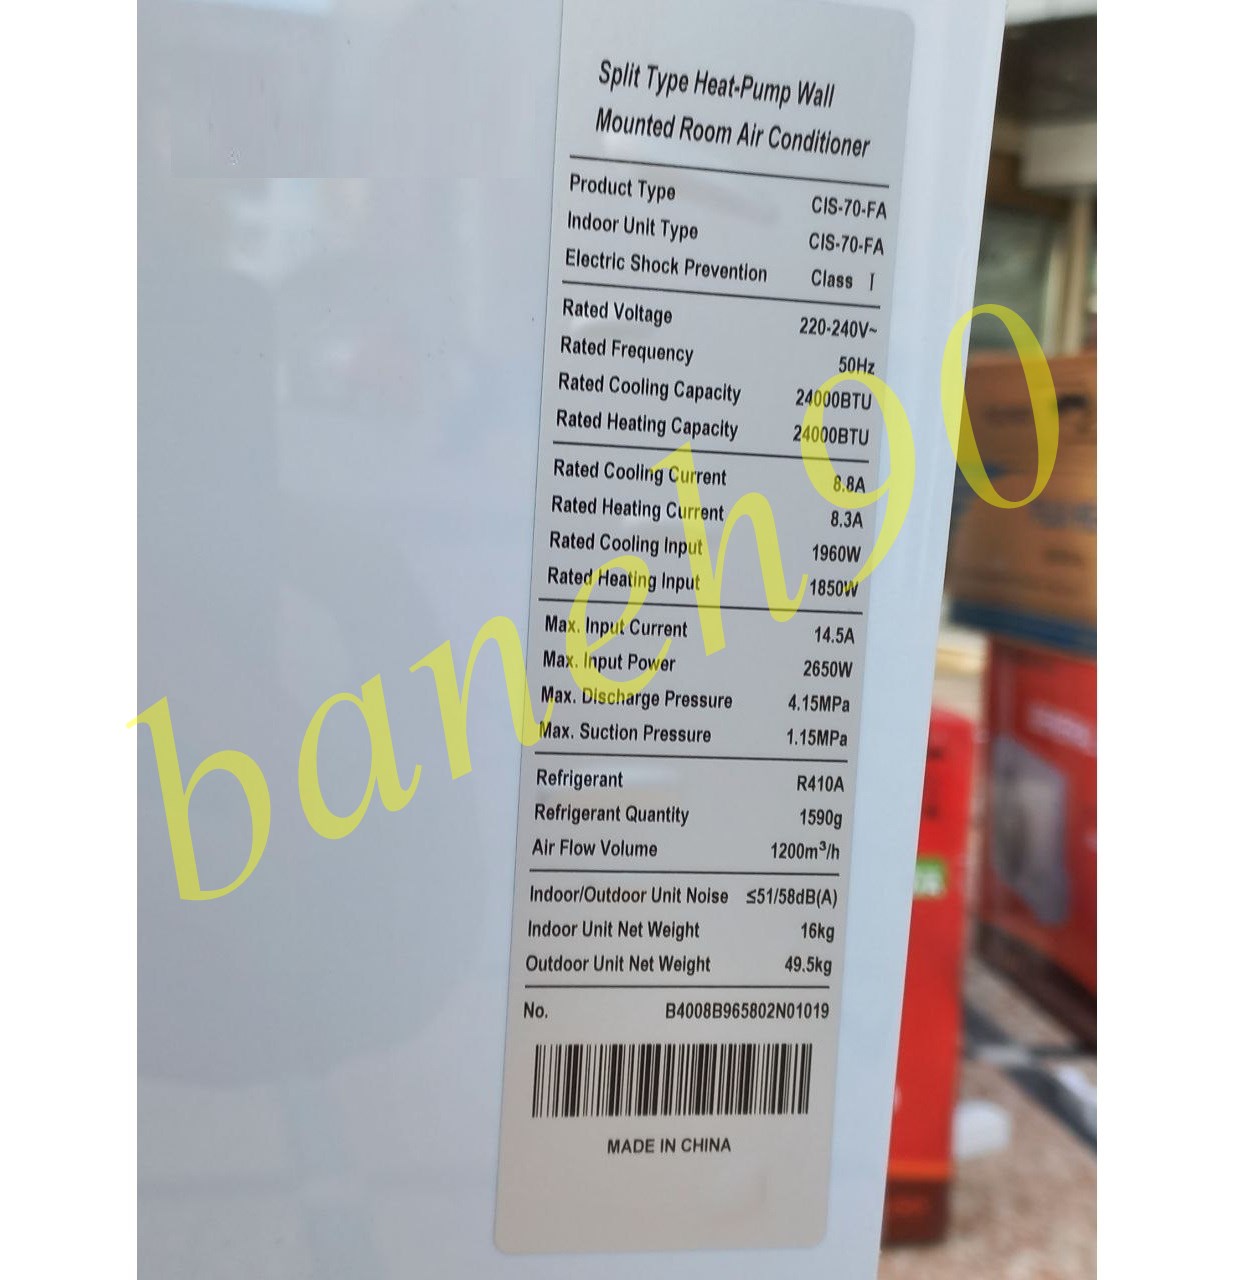 Split Type Heat-Pump Wall
Mounted Room Air Conditioner
Product Type CIS-70-FA
Indoor Unit Type CIS-70-FA
Electric Shock Prevention Class I
Rated Voltage 220-240V~
Rated Frequency 50Hz
Rated Cooling Capacity 24000BTU
Rated Heating Capacity 24000BTU
Rated Cooling Current 8.8A
Rated Heating Current 8.3A
Rated Cooling Input 1960W
Rated Heating Input 1850W
Max. Input Current 14.5A
Max. Input Power 2650W
Max. Discharge Pressure 4.15MPa
Max. Suction Pressure 1.15MPa
Refrigerant R410A
Refrigerant Quantity 1590g
Air Flow Volume 1200m³/h
Indoor/Outdoor Unit Noise ≤51/58dB(A)
Indoor Unit Net Weight 16kg
Outdoor Unit Net Weight 49.5kg
No. B4008B965802N01019
MADE IN CHINA
baneh90